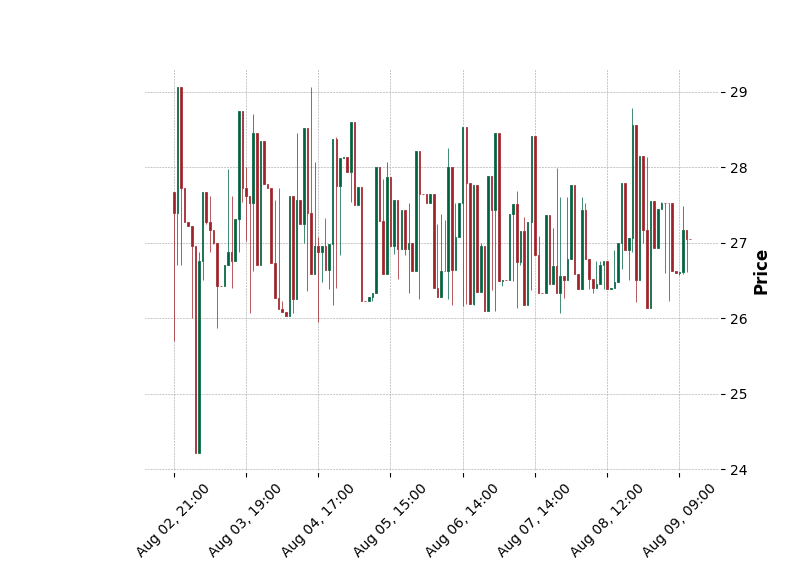 29
28
27
26
25
24
Price
Aug 02, 21:00
Aug 03, 19:00
Aug 04, 17:00
Aug 05, 15:00
Aug 06, 14:00
Aug 07, 14:00
Aug 08, 12:00
Aug 09, 09:00